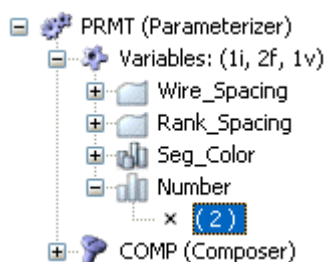 PRMT (Parameterizer)
Variables: (1i, 2f, 1v)
Wire_Spacing
Rank_Spacing
Seg_Color
Number
( 2 )
COMP (Composer)